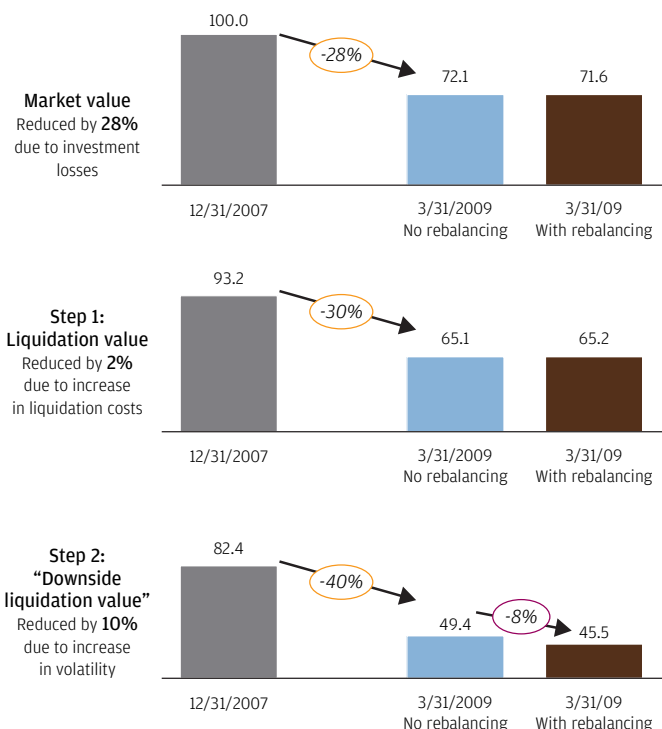 100.0
-28%
72.1
71.6
Market value
Reduced by 28%
due to investment
losses
12/31/2007
3/31/2009
No rebalancing
3/31/09
With rebalancing
93.2
-30%
65.1
65.2
Step 1:
Liquidation value
Reduced by 2%
due to increase
in liquidation costs
12/31/2007
3/31/2009
No rebalancing
3/31/09
With rebalancing
82.4
-40%
-8%
49.4
45.5
Step 2:
“Downside
liquidation value”
Reduced by 10%
due to increase
in volatility
12/31/2007
3/31/2009
No rebalancing
3/31/09
With rebalancing